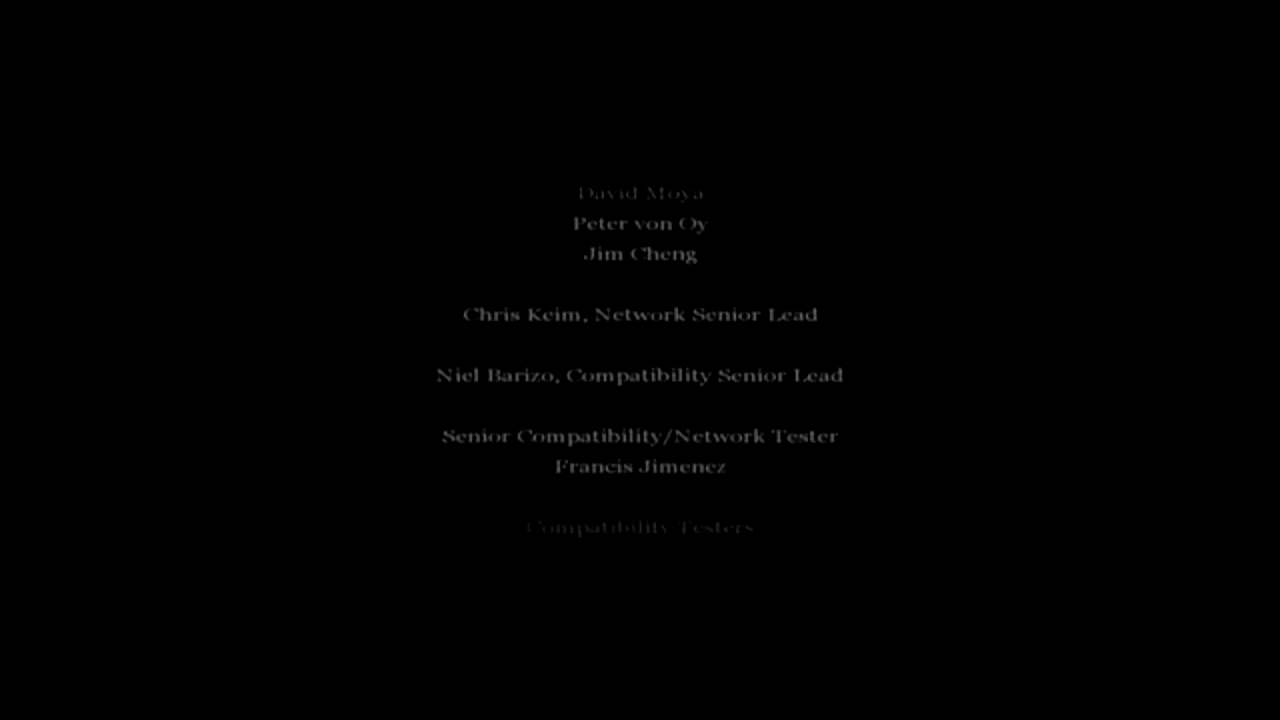 David Moya
Peter von Oy
Jim Cheng
Chris Keim, Network Senior Lead
Niel Barizo, Compatibility Senior Lead
Senior Compatibility/Network Tester
Francis Jimenez
Compatibility Testers